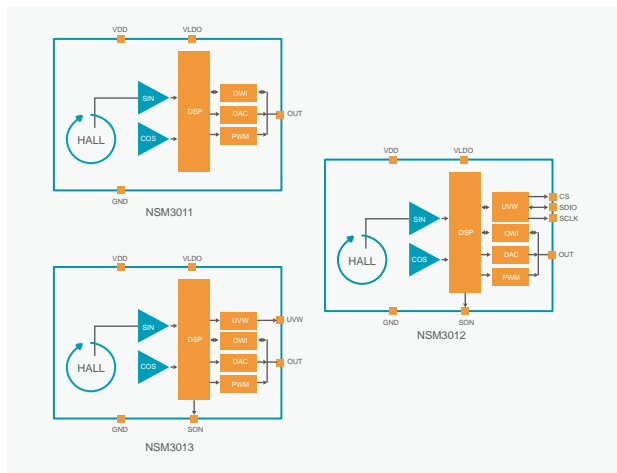 VDD
VLDO
SIN
COS
HALL
DSP
OWI
DAC
PWM
OUT
GND
NSM3011
VDD
VLDO
SIN
COS
HALL
DSP
UVW
OWI
DAC
PWM
CS
SDIO
SCLK
OUT
GND
SON
NSM3012
VDD
VLDO
SIN
COS
HALL
DSP
UVW
OWI
DAC
PWM
UVW
OUT
GND
SON
NSM3013